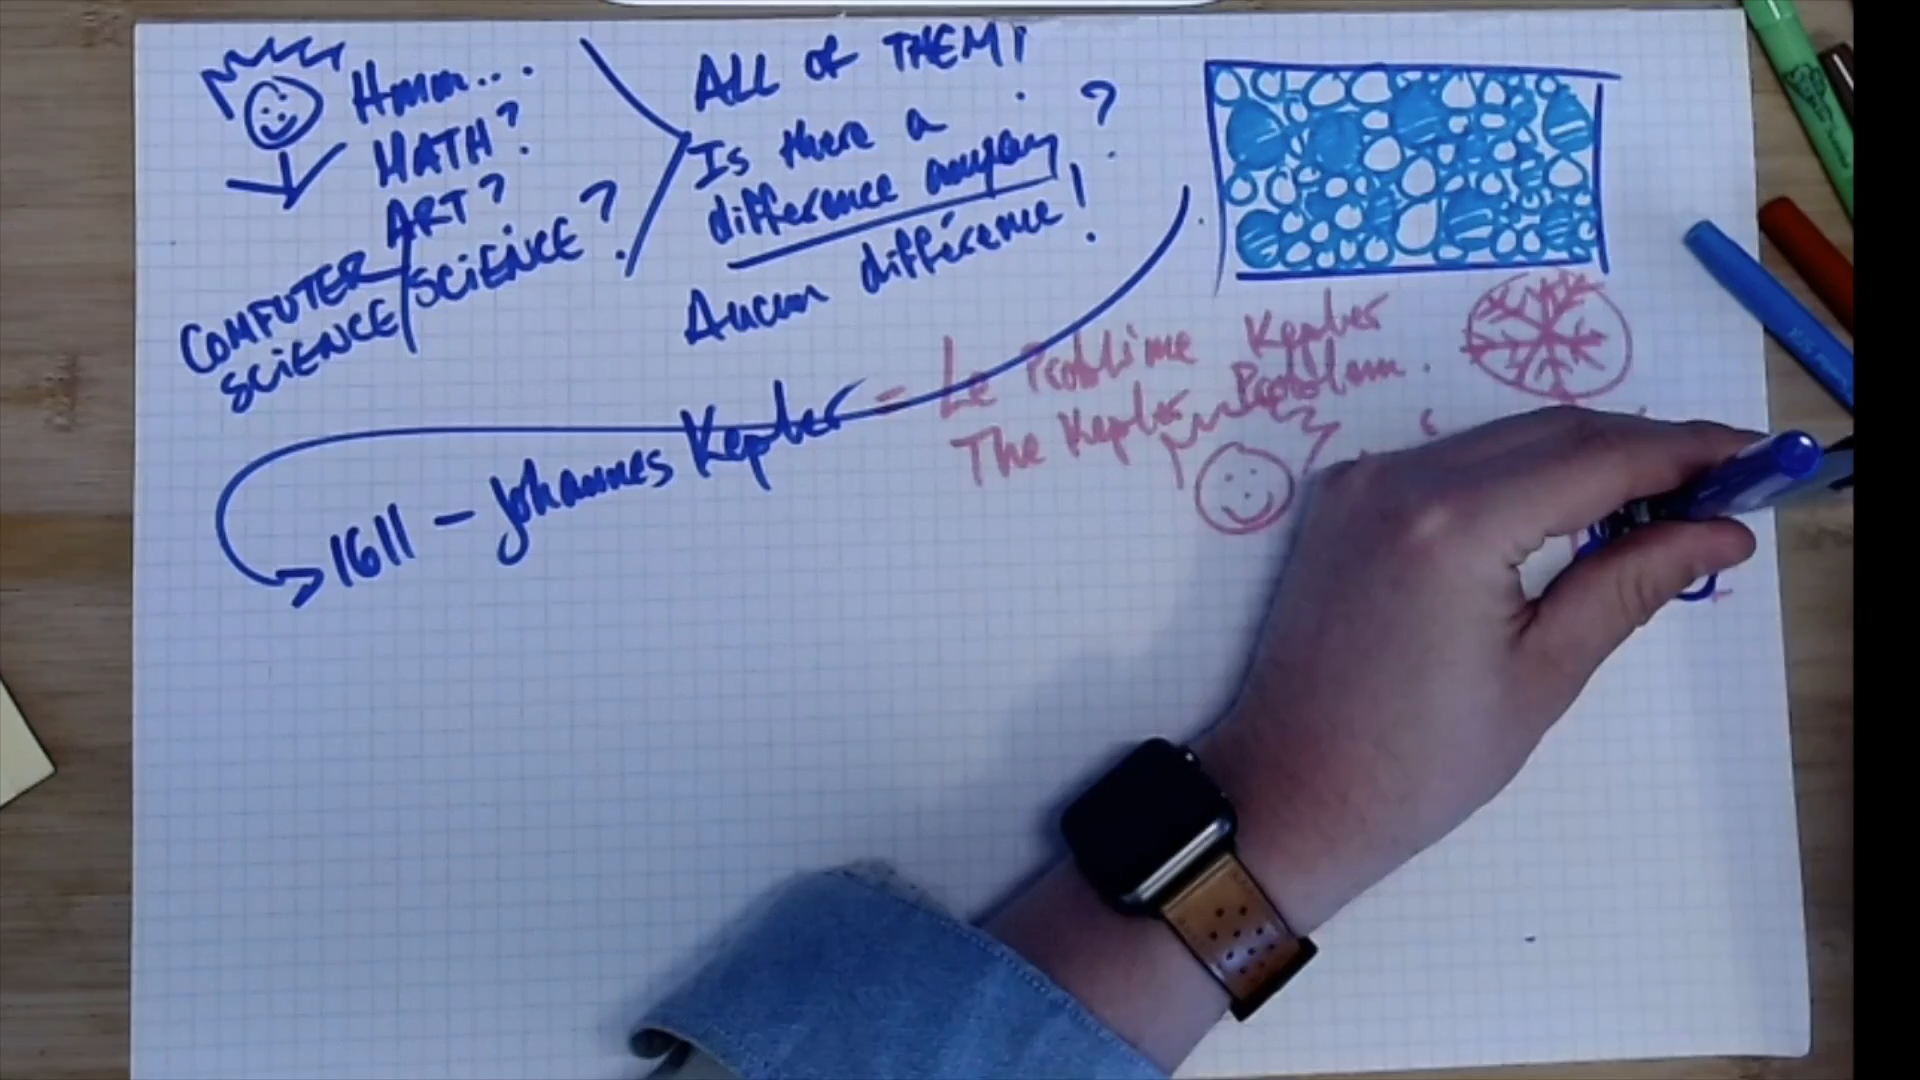 Hmm...
MATH?
ART?
COMPUTER
SCIENCE/SCIENCE?
ALL OF THEM!
Is there a
difference anyway?
Aucun différence!
1611 - Johannes Kepler = Le Problème Kepler
The Kepler Problem.